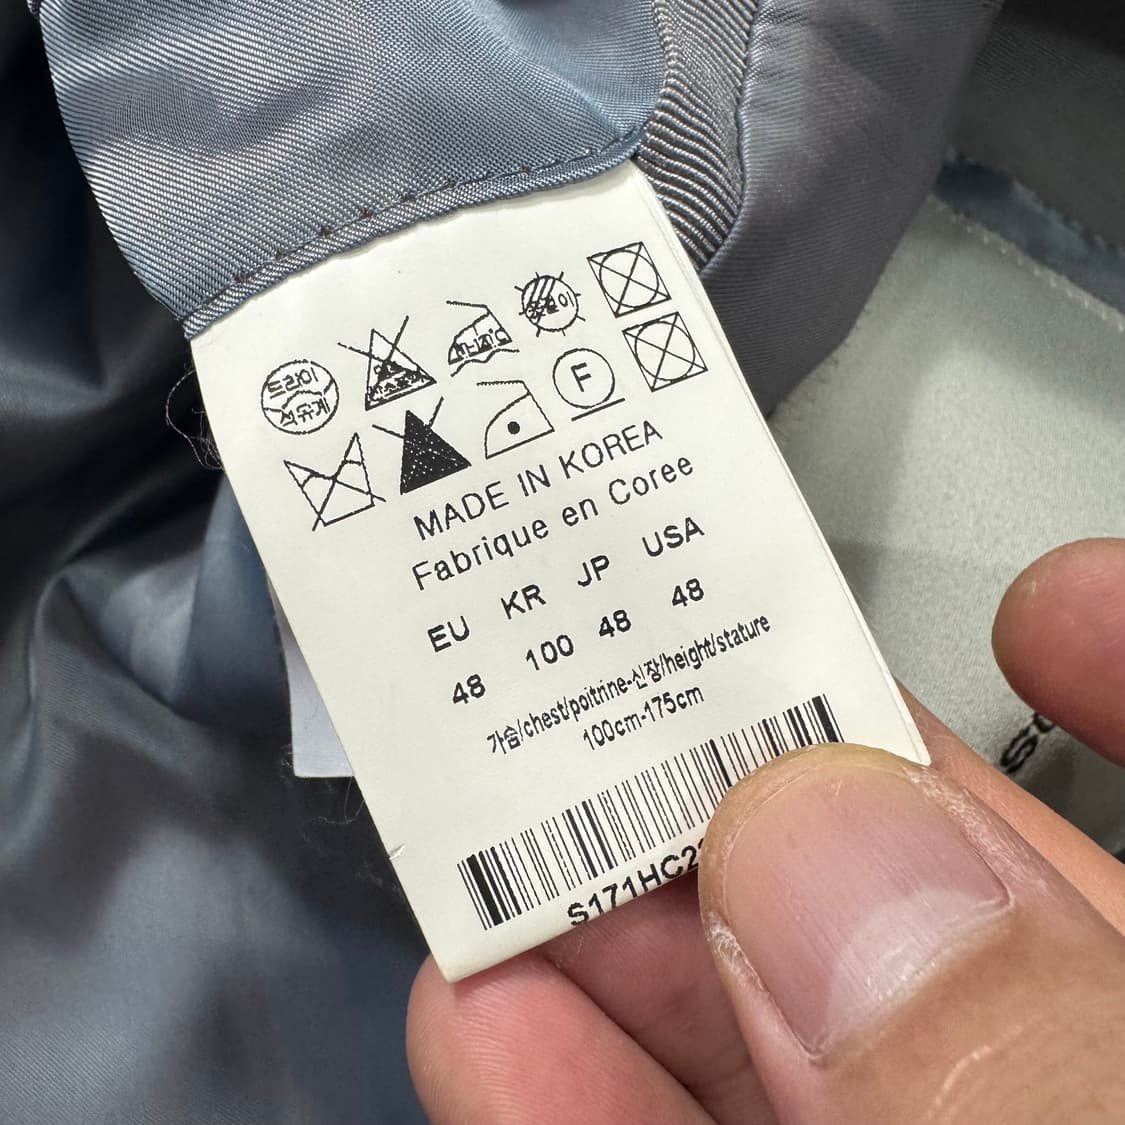 드라이
석유계
F
MADE IN KOREA
Fabrique en Coree
EU KR JP USA
48 100 48 48
가슴/chest/poitrine-신장/height/stature
100cm-175cm
S171HC2